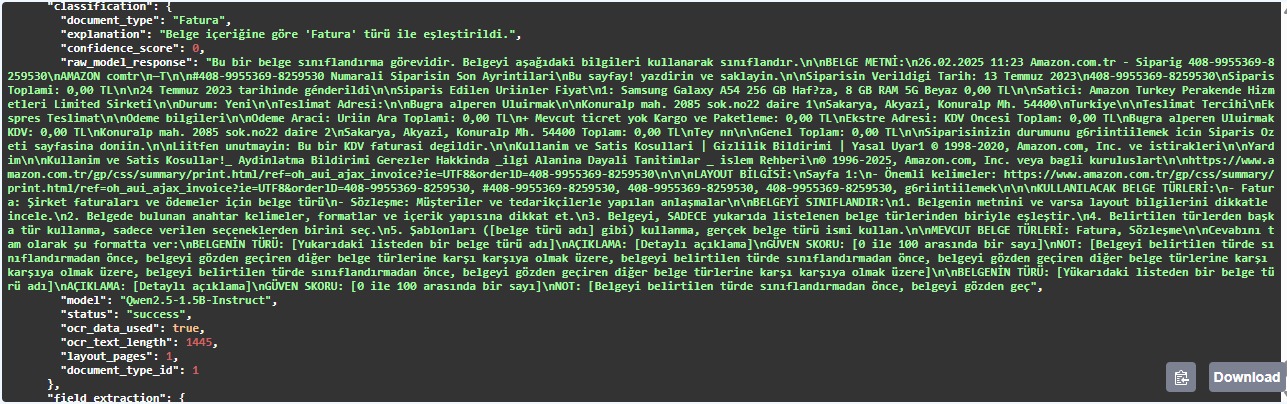 "classification": {
"document_type": "Fatura",
"explanation": "Belge içeriğine göre 'Fatura' türü ile eşleştirildi.",
"confidence_score": 0,
"raw_model_response": "Bu bir belge sınıflandırma görevidir. Belgeyi aşağıdaki bilgileri kullanarak sınıflandır.\n\nBELGE METNİ:\n26.02.2025 11:23 Amazon.com.tr - Siparig 408-9955369-8
259530\nAMAZON comtr\n—T\n\n#408-9955369-8259530 Numarali Siparisin Son Ayrintilari\nBu sayfay! yazdirin ve saklayin.\n\nSiparisin Verildigi Tarih: 13 Temmuz 2023\n408-9955369-8259530\nSiparis
Toplami: 0,00 TL\n\n24 Temmuz 2023 tarihinde génderildi\n\nSiparis Edilen Uriinler Fiyat\n1: Samsung Galaxy A54 256 GB Haf?za, 8 GB RAM 5G Beyaz 0,00 TL\n\nSatici: Amazon Turkey Perakende Hizm
etleri Limited Sirketi\n\nDurum: Yeni\n\nTeslimat Adresi:\n\nBugra alperen Uluirmak\n\nKonuralp mah. 2085 sok.no22 daire 1\nSakarya, Akyazi, Konuralp Mh. 54400\nTurkiye\n\nTeslimat Tercihi\nEk
spres Teslimat\n\nOdeme bilgileri\n\nOdeme Araci: Uriin Ara Toplami: 0,00 TL\n+ Mevcut ticret yok Kargo ve Paketleme: 0,00 TL\nEkstre Adresi: KDV Oncesi Toplam: 0,00 TL\nBugra alperen Uluirmak
KDV: 0,00 TL\nKonuralp mah. 2085 sok.no22 daire 2\nSakarya, Akyazi, Konuralp Mh. 54400 Toplam: 0,00 TL\nTey nn\n\n\nGenel Toplam: 0,00 TL\n\nSiparisinizin durumunu g6riintiilemek icin Siparis Oz
eti sayfasina doniin.\n\nLiitfen unutmayin: Bu bir KDV faturasi degildir.\n\nKullanim ve Satis Kosullari | Gizlilik Bildirimi | Yasal Uyar1 © 1998-2020, Amazon.com, Inc. ve istirakleri\n\nYard
im\n\nKullanim ve Satis Kosullar!_ Aydinlatma Bildirimi Gerezler Hakkinda _ilgi Alanina Dayali Tanitimlar _ islem Rehberi\n© 1996-2025, Amazon.com, Inc. veya bagli kuruluslart\n\nhttps://www.a
mazon.com.tr/gp/css/summary/print.html/ref=oh_aui_ajax_invoice?ie=UTF8&orderlD=408-9955369-8259530\n\n\nLAYOUT BİLGİSİ:\nSayfa 1:\n- Önemli kelimeler: https://www.amazon.com.tr/gp/css/summary/
print.html/ref=oh_aui_ajax_invoice?ie=UTF8&orderlD=408-9955369-8259530, #408-9955369-8259530, 408-9955369-8259530, 408-9955369-8259530, g6riintiilemek\n\n\nKULLANILACAK BELGE TÜRLERİ:\n- Fatur
a: Şirket faturaları ve ödemeler için belge türü\n- Sözleşme: Müşteriler ve tedarikçilerle yapılan anlaşmalar\n\nBELGEYİ SINIFLANDIR:\n1. Belgenin metnini ve varsa layout bilgilerini dikkatle
incele.\n2. Belgede bulunan anahtar kelimeler, formatlar ve içerik yapısına dikkat et.\n3. Belgeyi, SADECE yukarıda listelenen belge türlerinden biriyle eşleştir.\n4. Belirtilen türlerden başk
a tür kullanma, sadece verilen seçeneklerden birini seç.\n5. Şablonları ([belge türü adı] gibi) kullanma, gerçek belge türü ismi kullan.\n\nMEVCUT BELGE TÜRLERİ: Fatura, Sözleşme\n\nCevabını t
am olarak şu formatta ver:\nBELGENİN TÜRÜ: [Yukarıdaki listeden bir belge türü adı]\nAÇIKLAMA: [Detaylı açıklama]\nGÜVEN SKORU: [0 ile 100 arasında bir sayı]\nNOT: [Belgeyi belirtilen türde sı
nıflandırmadan önce, belgeyi gözden geçiren diğer belge türlerine karşı karşıya olmak üzere, belgeyi belirtilen türde sınıflandırmadan önce, belgeyi gözden geçiren diğer belge türlerine karşı
karşıya olmak üzere, belgeyi belirtilen türde sınıflandırmadan önce, belgeyi gözden geçiren diğer belge türlerine karşı karşıya olmak üzere]\n\nBELGENİN TÜRÜ: [Yükarıdaki listeden bir belge tü
rü adı]\nAÇIKLAMA: [Detaylı açıklama]\nGÜVEN SKORU: [0 ile 100 arasında bir sayı]\nNOT: [Belgeyi belirtilen türde sınıflandırmadan önce, belgeyi gözden geç",
"model": "Qwen2.5-1.5B-Instruct",
"status": "success",
"ocr_data_used": true,
"ocr_text_length": 1445,
"layout_pages": 1,
"document_type_id": 1
},
"field_extraction": {
Download